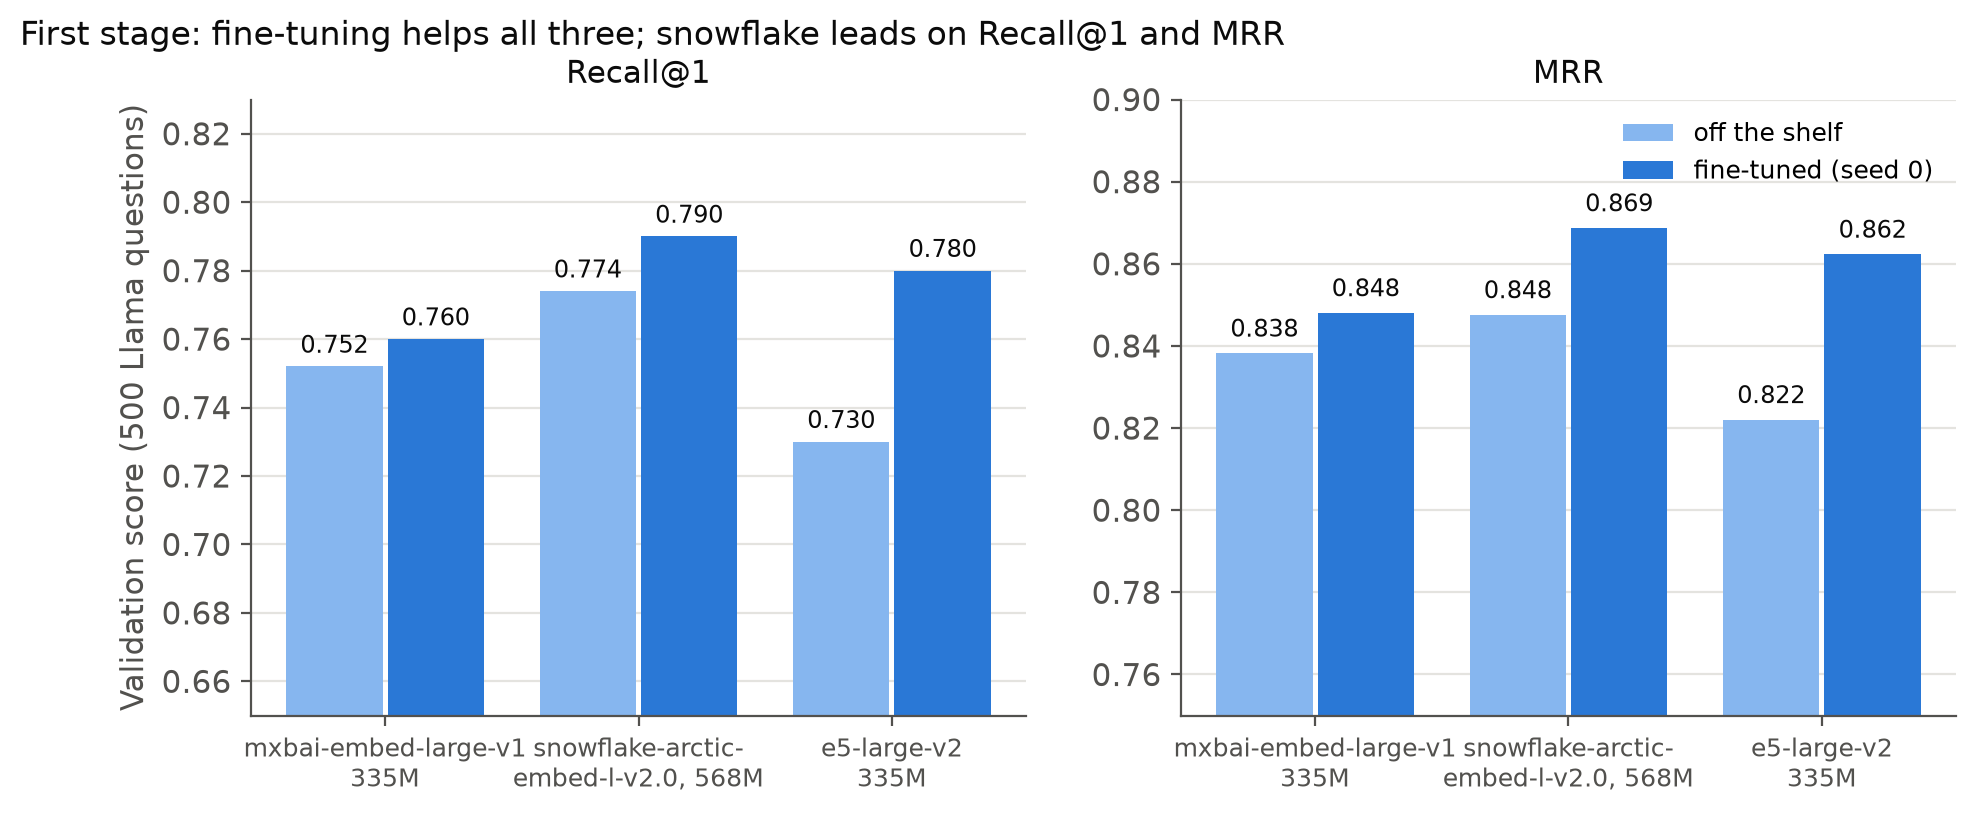 First stage: fine-tuning helps all three; snowflake leads on Recall@1 and MRR
Recall@1
Validation score (500 Llama questions)
0.82
0.80
0.78
0.76
0.74
0.72
0.70
0.68
0.66
0.752
0.760
0.774
0.790
0.730
0.780
mxbai-embed-large-v1
335M
snowflake-arctic-
embed-l-v2.0, 568M
e5-large-v2
335M
MRR
0.90
0.88
0.86
0.84
0.82
0.80
0.78
0.76
off the shelf
fine-tuned (seed 0)
0.838
0.848
0.848
0.869
0.822
0.862
mxbai-embed-large-v1
335M
snowflake-arctic-
embed-l-v2.0, 568M
e5-large-v2
335M